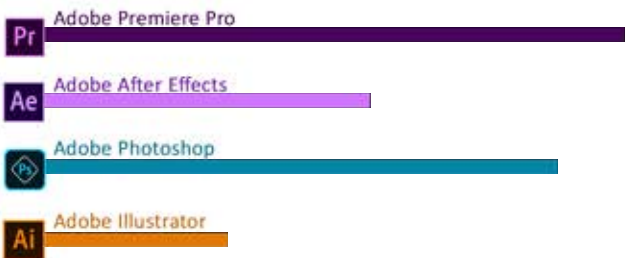 Adobe Premiere Pro
Pr
Adobe After Effects
Ae
Adobe Photoshop
Ps
Adobe Illustrator
Ai